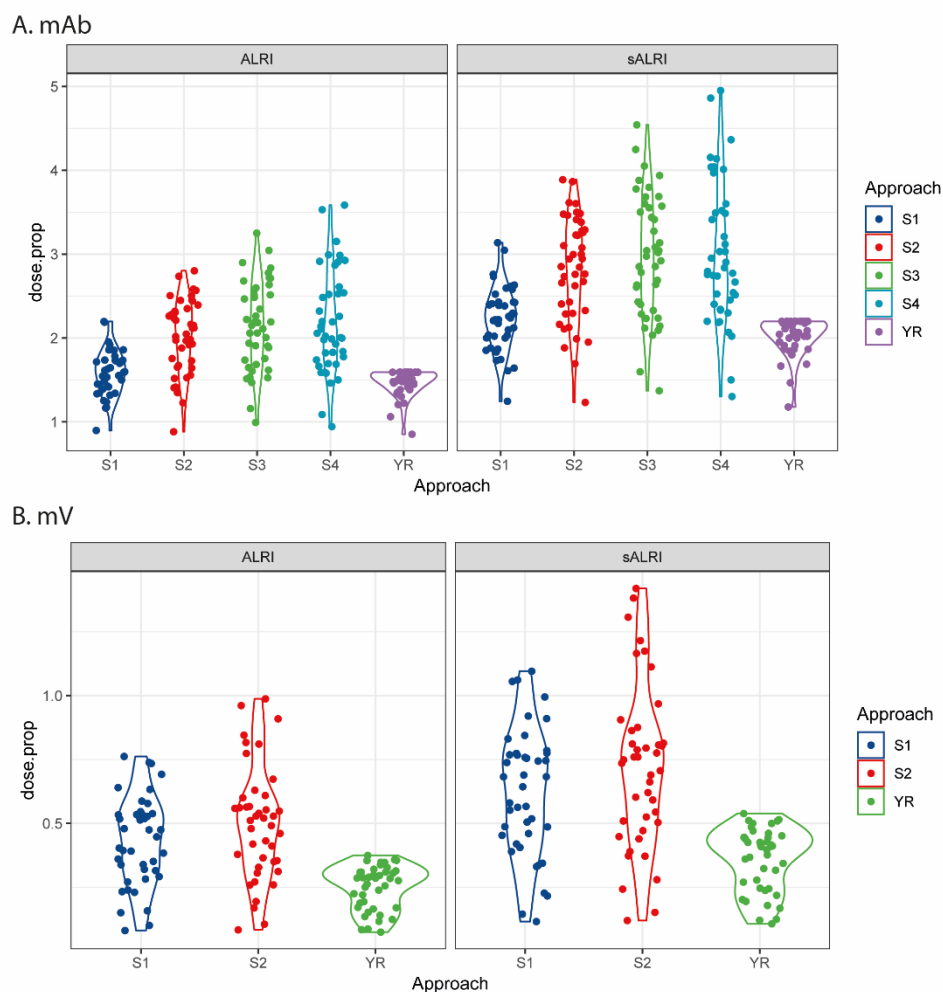 A. mAb
ALRI
sALRI
5
4
3
2
1
dose.prop
S1 S2 S3 S4 YR
S1 S2 S3 S4 YR
Approach
Approach
S1
S2
S3
S4
YR
B. mV
ALRI
sALRI
1.0
0.5
dose.prop
S1 S2 YR
S1 S2 YR
Approach
Approach
S1
S2
YR